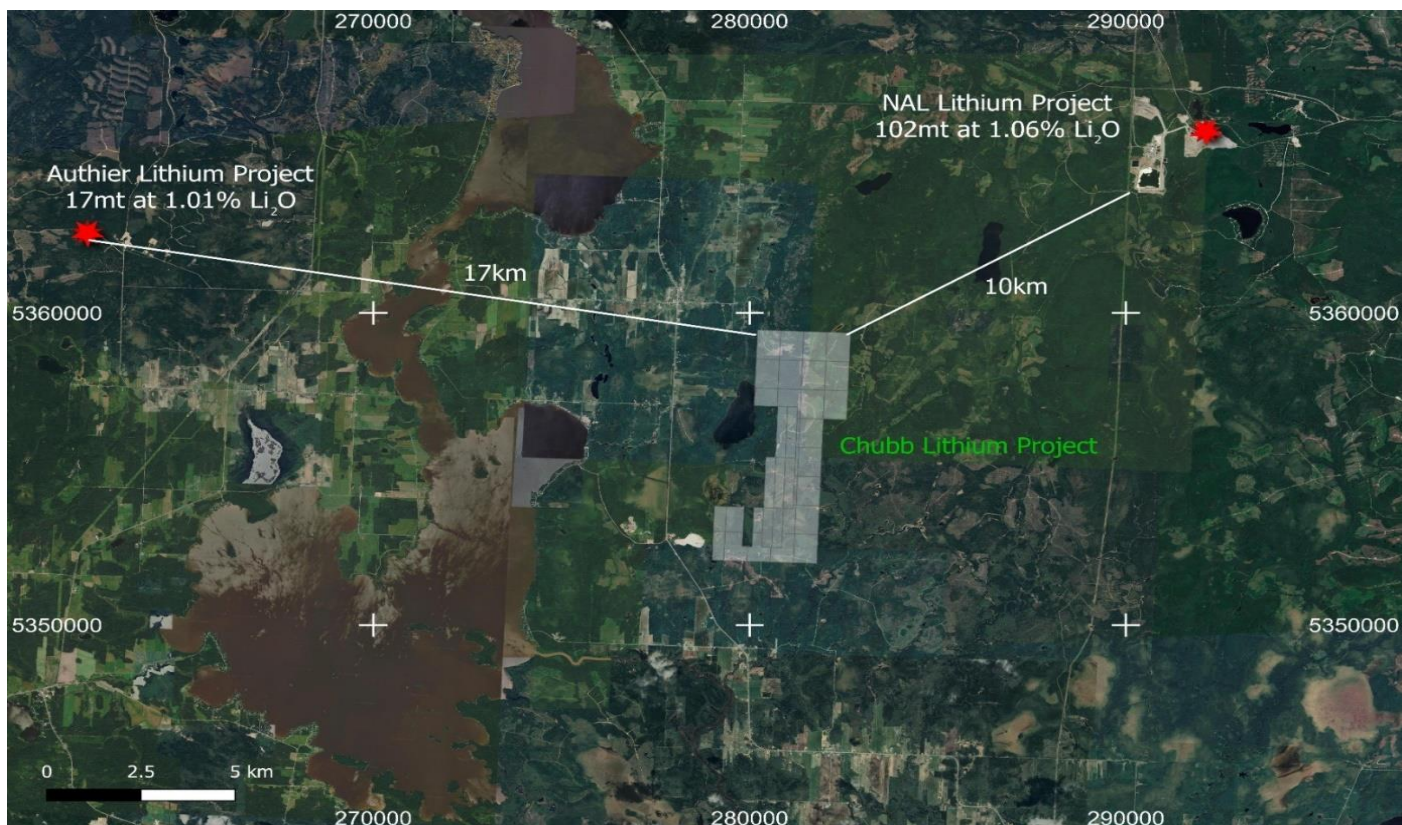 270000 280000 290000
NAL Lithium Project
102mt at 1.06% Li₂O
Authier Lithium Project
17mt at 1.01% Li₂O
17km
10km
5360000 5360000
Chubb Lithium Project
5350000 5350000
0 2.5 5 km
270000 280000 290000